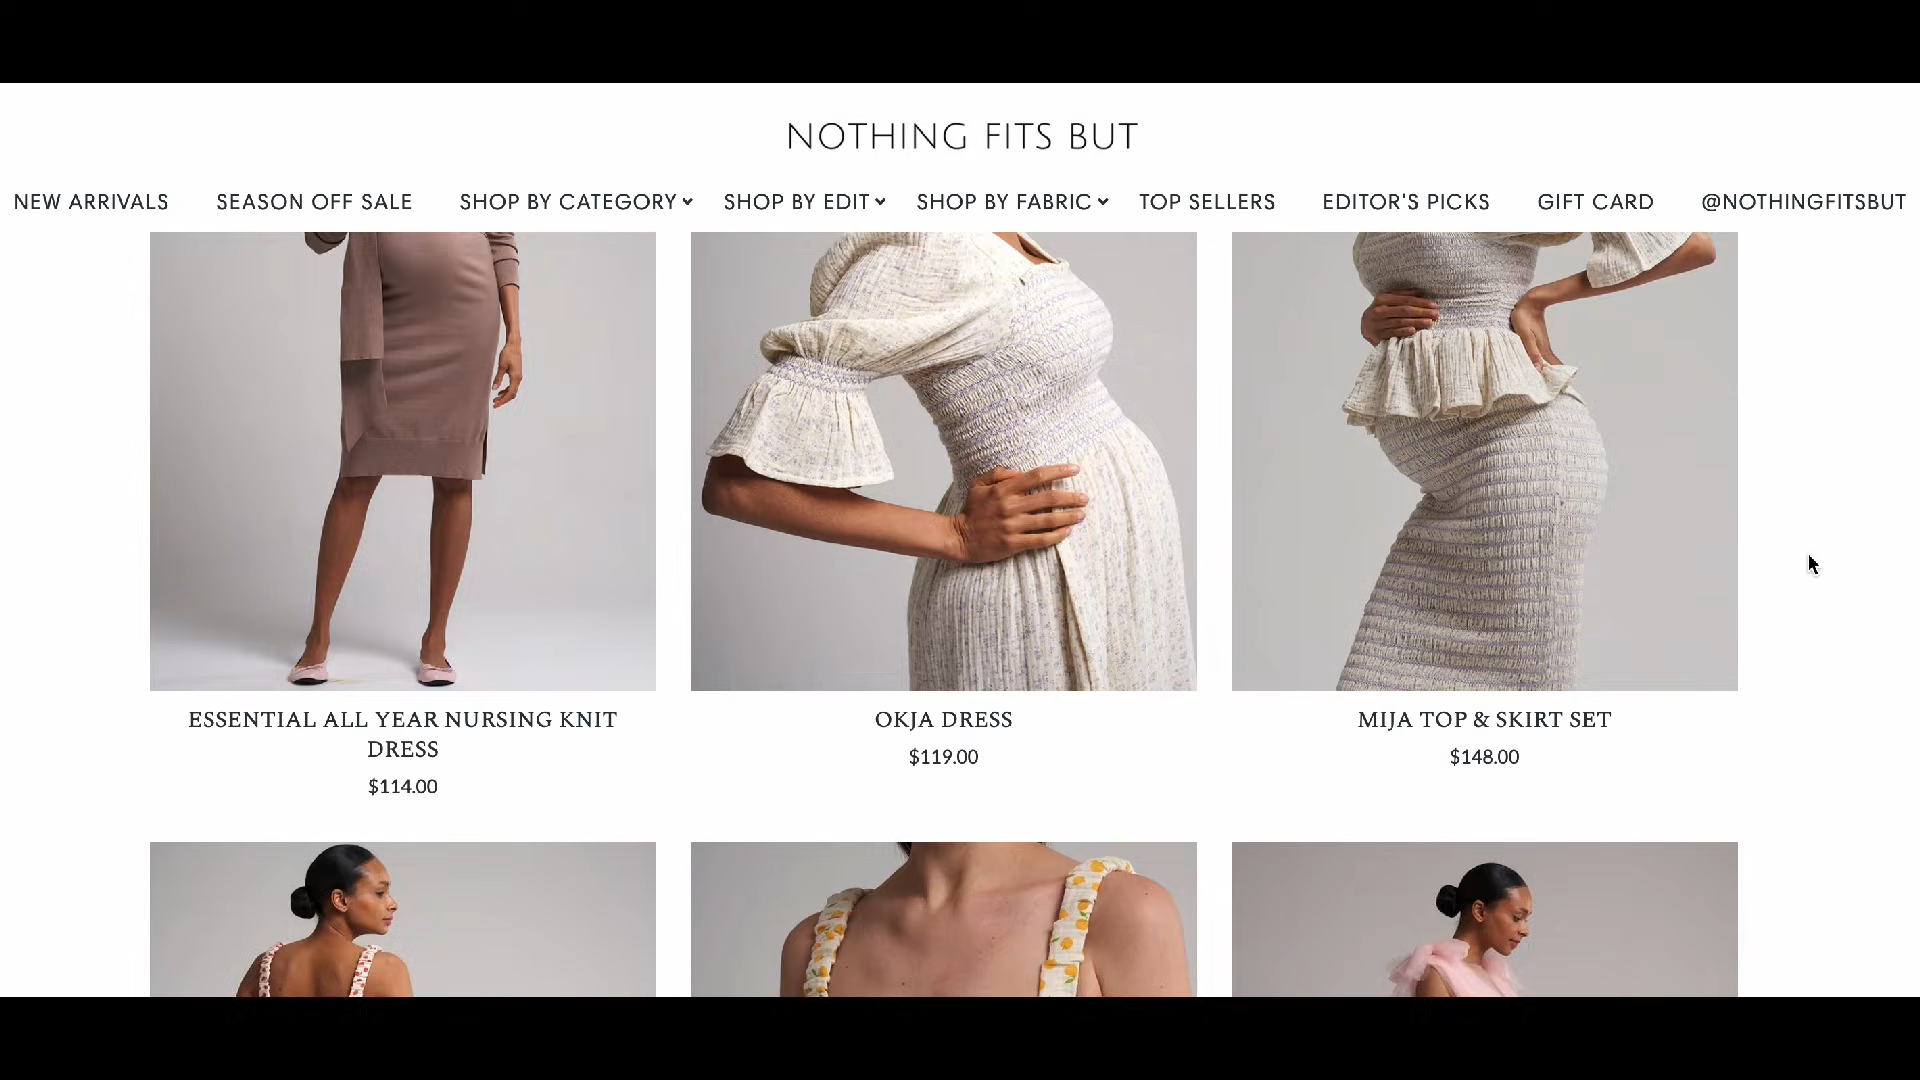 NOTHING FITS BUT
NEW ARRIVALS SEASON OFF SALE SHOP BY CATEGORY SHOP BY EDIT SHOP BY FABRIC TOP SELLERS EDITOR'S PICKS GIFT CARD @NOTHINGFITSBUT
ESSENTIAL ALL YEAR NURSING KNIT
DRESS
$114.00
OKJA DRESS
$119.00
MIJA TOP & SKIRT SET
$148.00